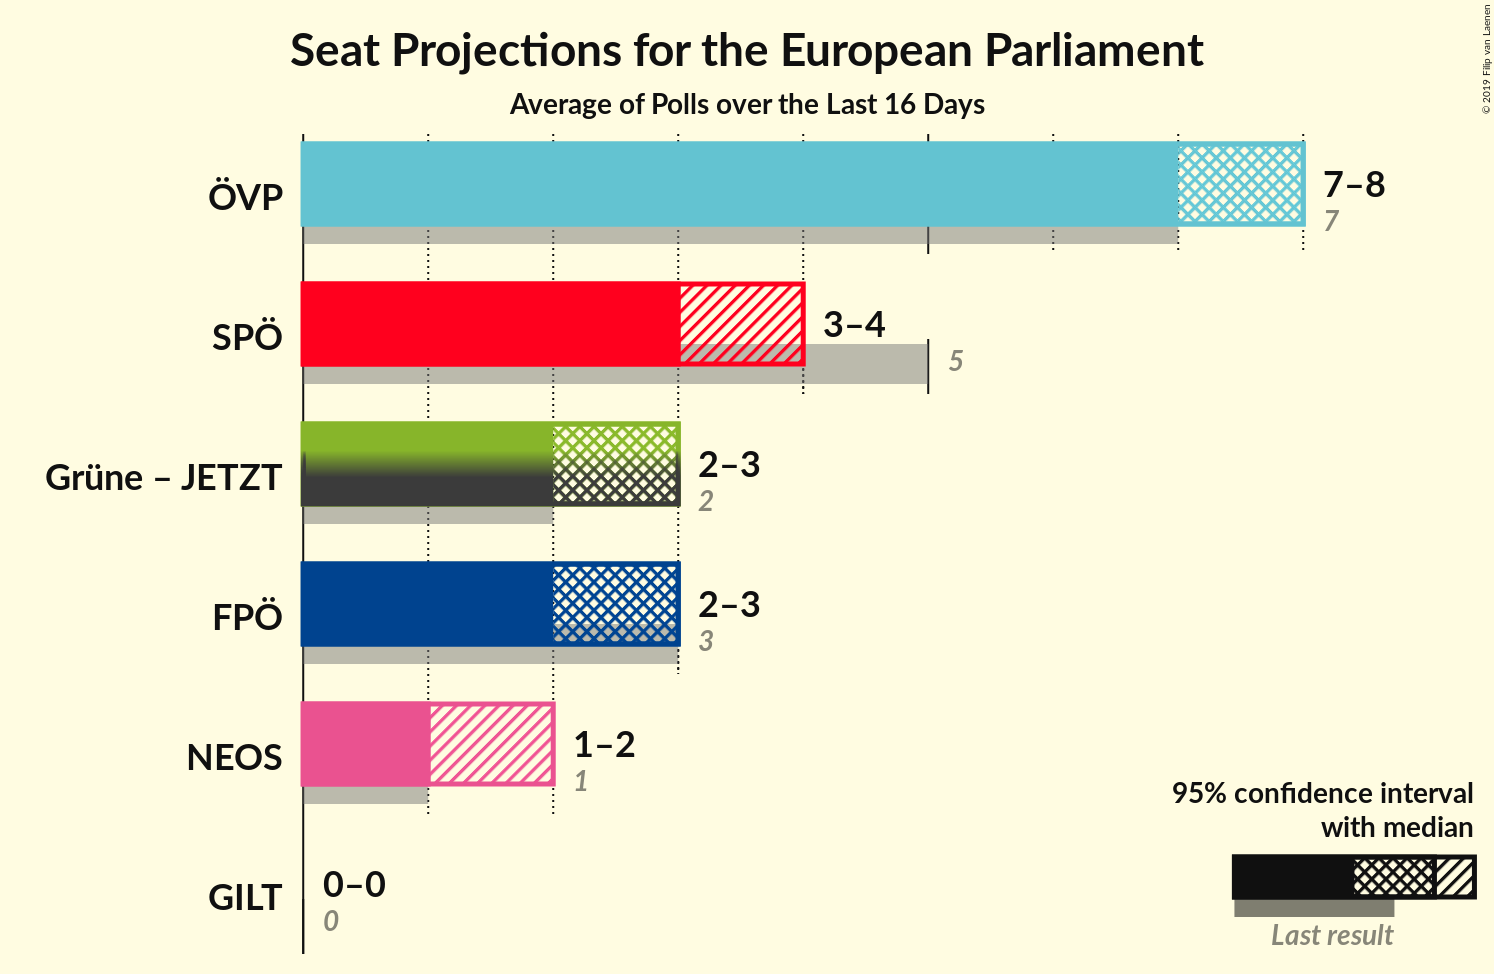 Seat Projections for the European Parliament
Average of Polls over the Last 16 Days
© 2019 Filip van Laenen
ÖVP
7–8
7
SPÖ
3–4
5
Grüne – JETZT
2–3
2
FPÖ
2–3
3
NEOS
1–2
1
GILT
0–0
0
95% confidence interval
with median
Last result